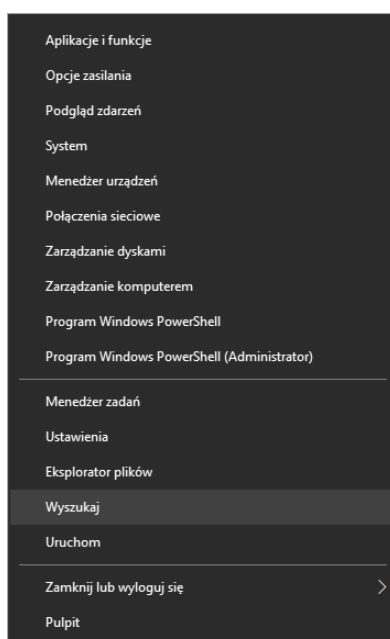 Aplikacje i funkcje
Opcje zasilania
Podgląd zdarzeń
System
Menedżer urządzeń
Połączenia sieciowe
Zarządzanie dyskami
Zarządzanie komputerem
Program Windows PowerShell
Program Windows PowerShell (Administrator)
Menedżer zadań
Ustawienia
Eksplorator plików
Wyszukaj
Uruchom
Zamknij lub wyloguj się
Pulpit